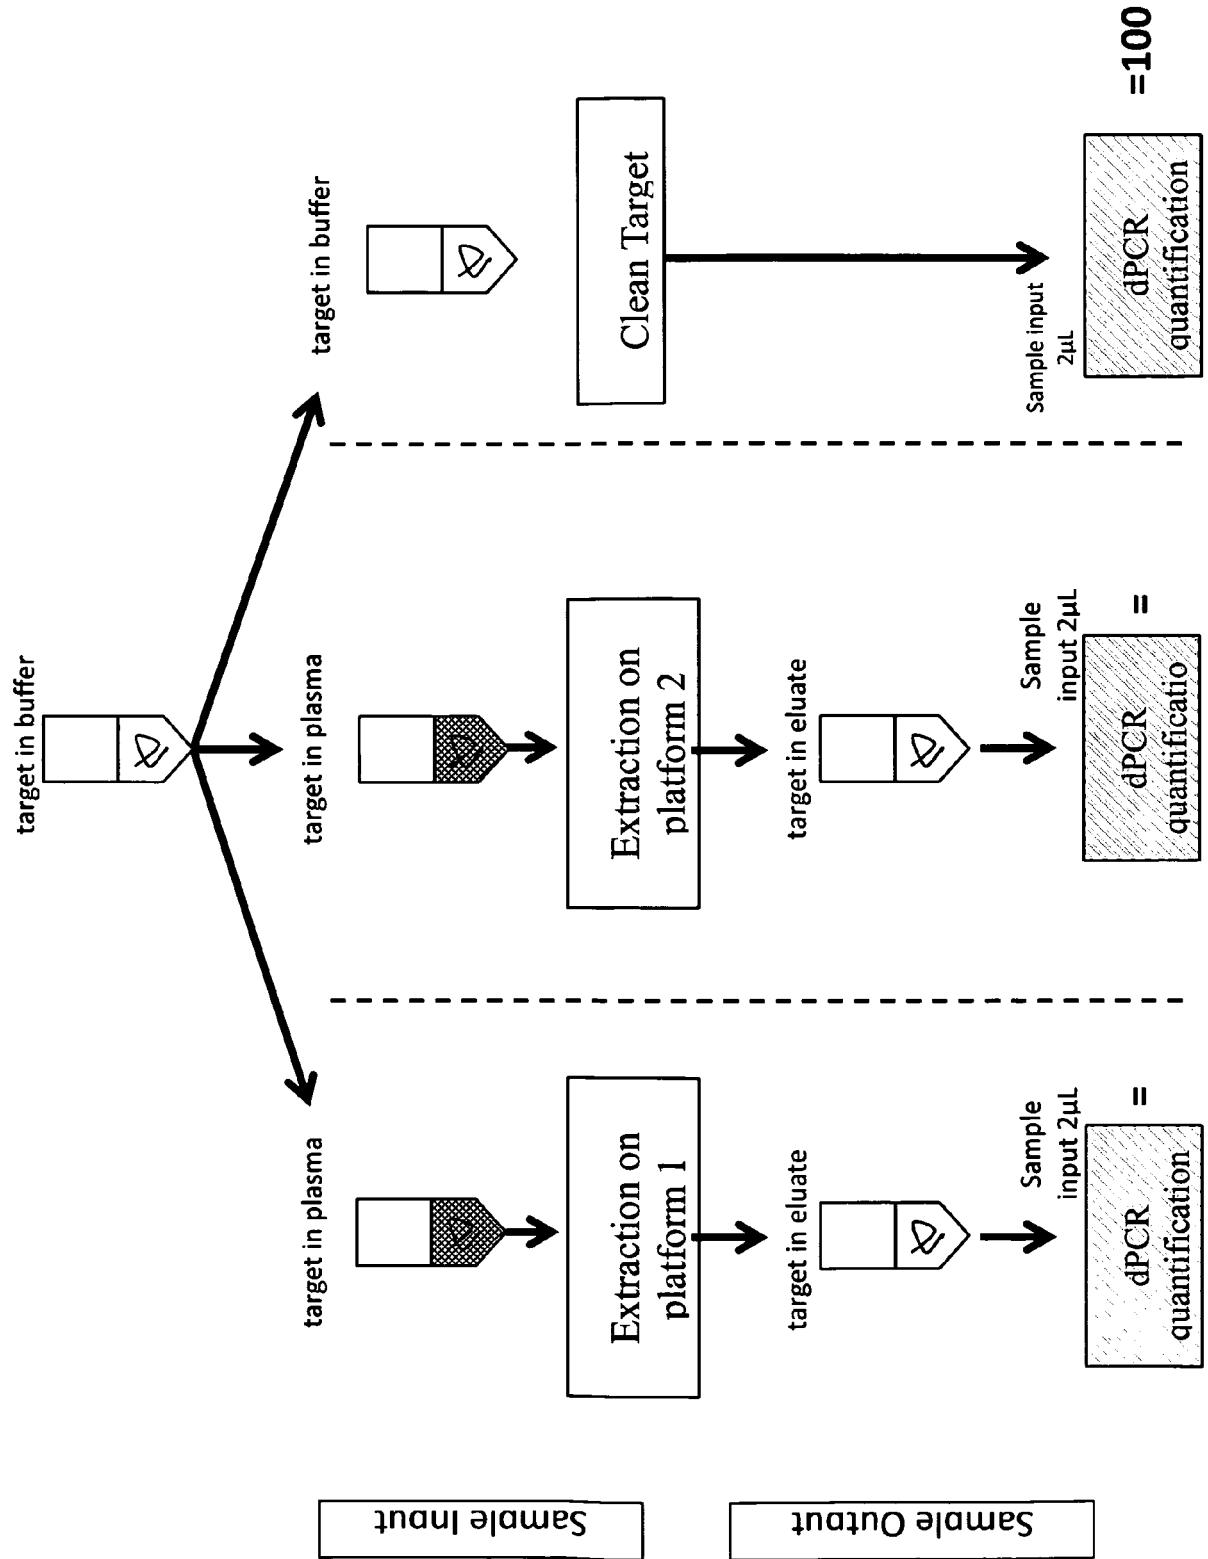 target in buffer
target in plasma
target in plasma
target in buffer
Sample Input
Extraction on
platform 1
Extraction on
platform 2
Clean Target
target in eluate
target in eluate
Sample Output
Sample
input 2µL
Sample
input 2µL
Sample input
2µL
dPCR
quantification
=
dPCR
quantificatio
=
dPCR
quantification
=100